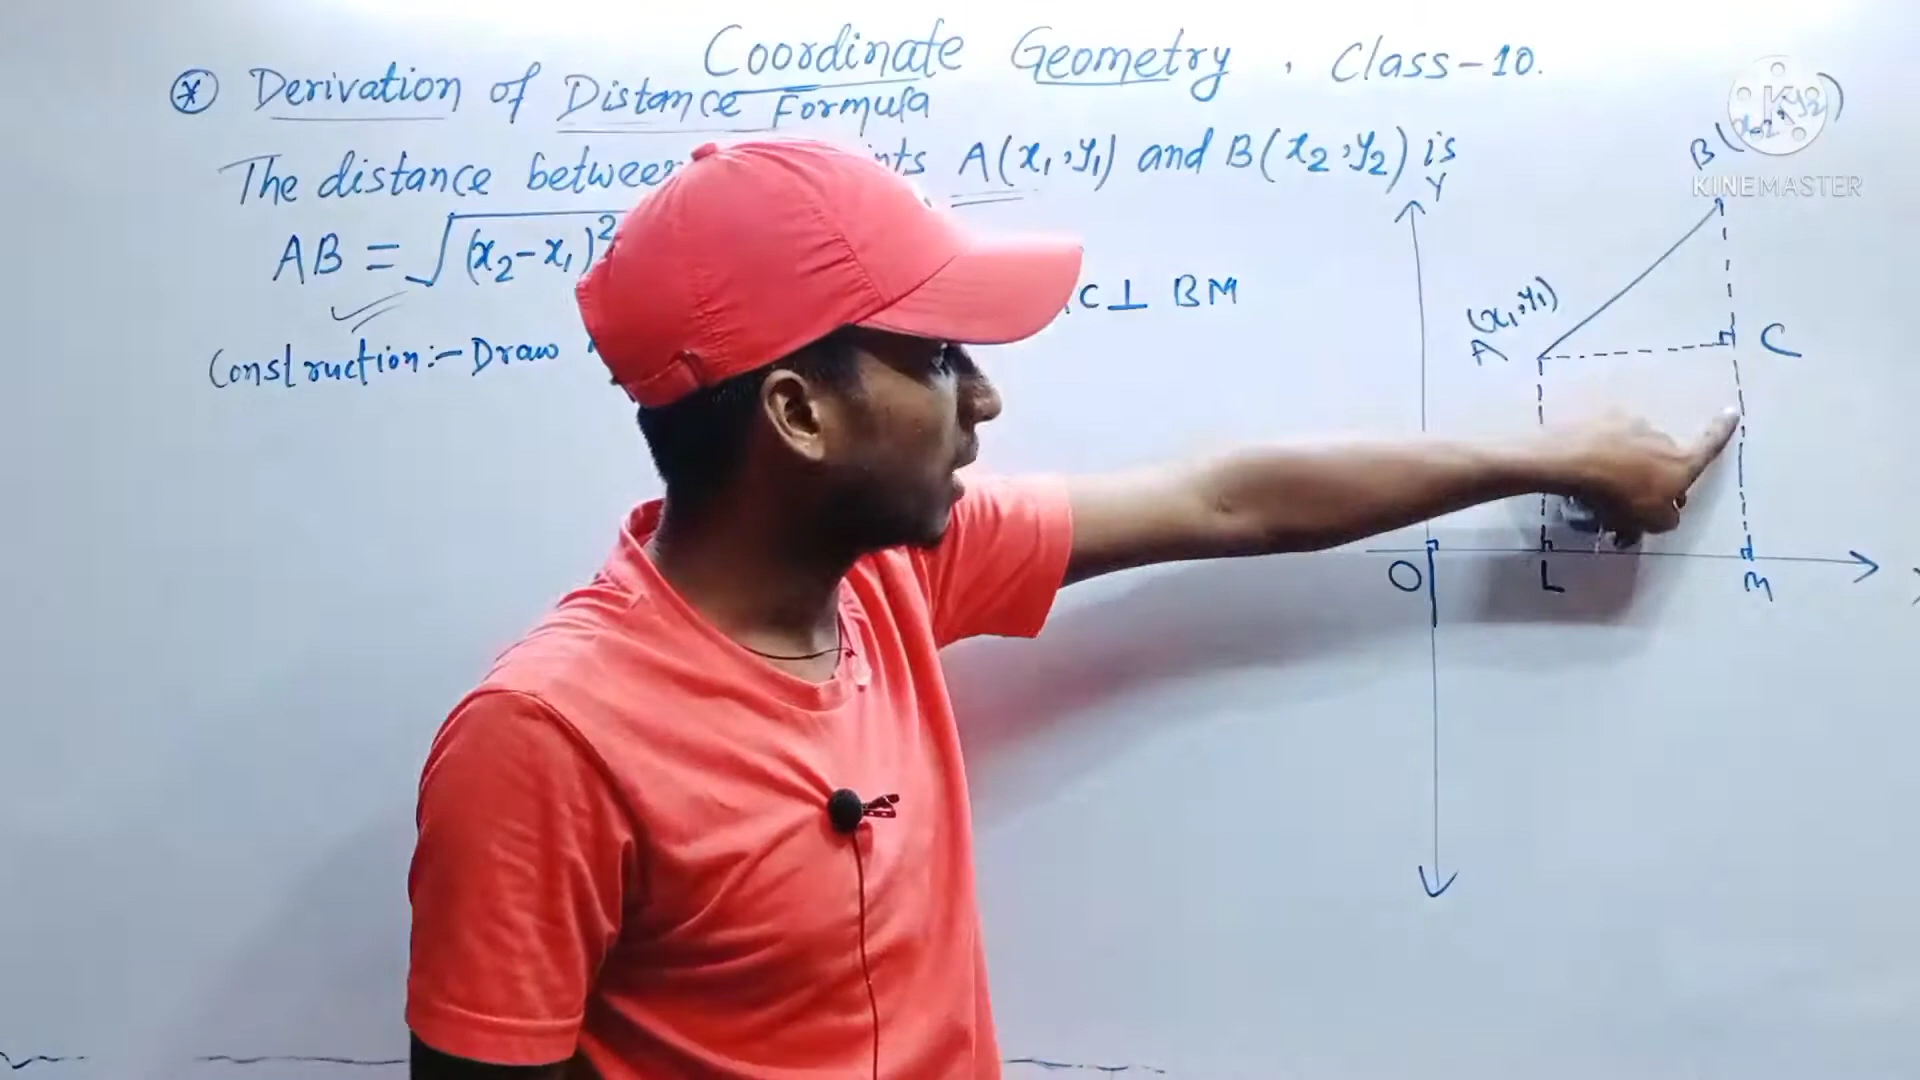 Coordinate Geometry, Class-10.
* Derivation of Distance Formula
The distance between A(x₁,y₁) and B(x₂,y₂) is
AB = √(x₂-x₁)²
C⊥ BM
Construction:- Draw
Y
B(x₂,y₂)
KINEMASTER
(x₁,y₁)
A
C
O
L
M